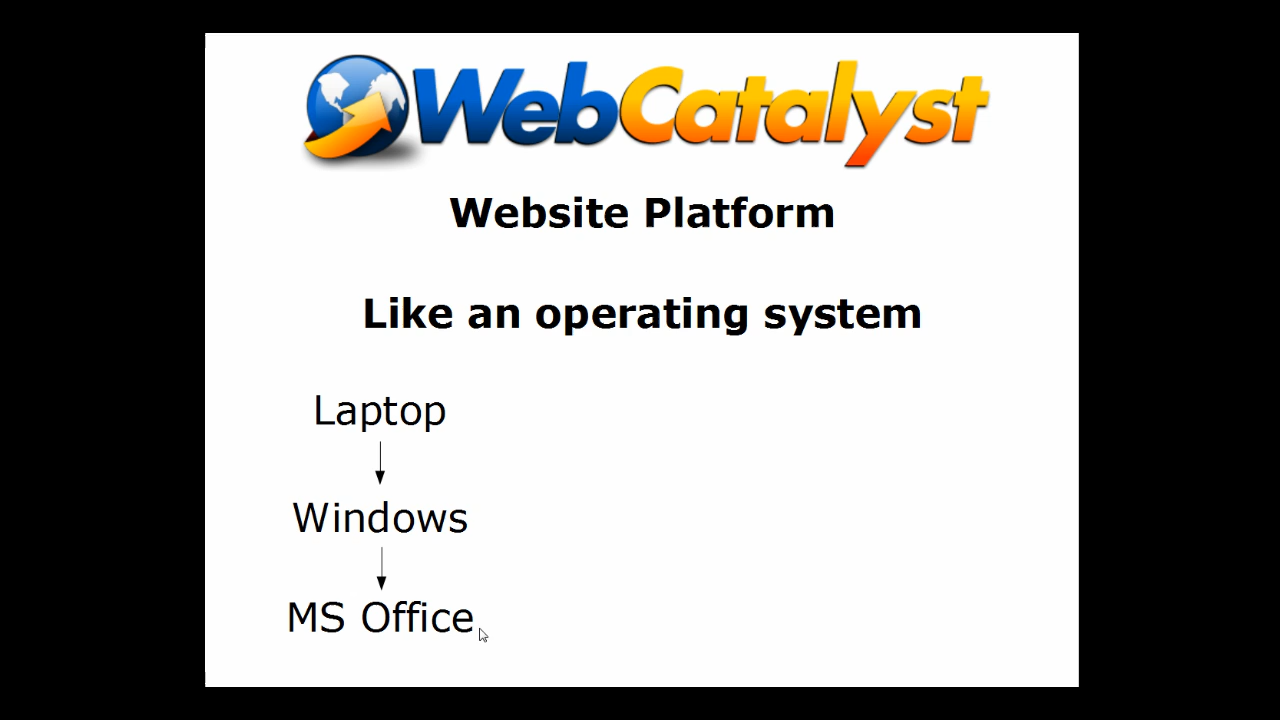 WebCatalyst
Website Platform
Like an operating system
Laptop
Windows
MS Office